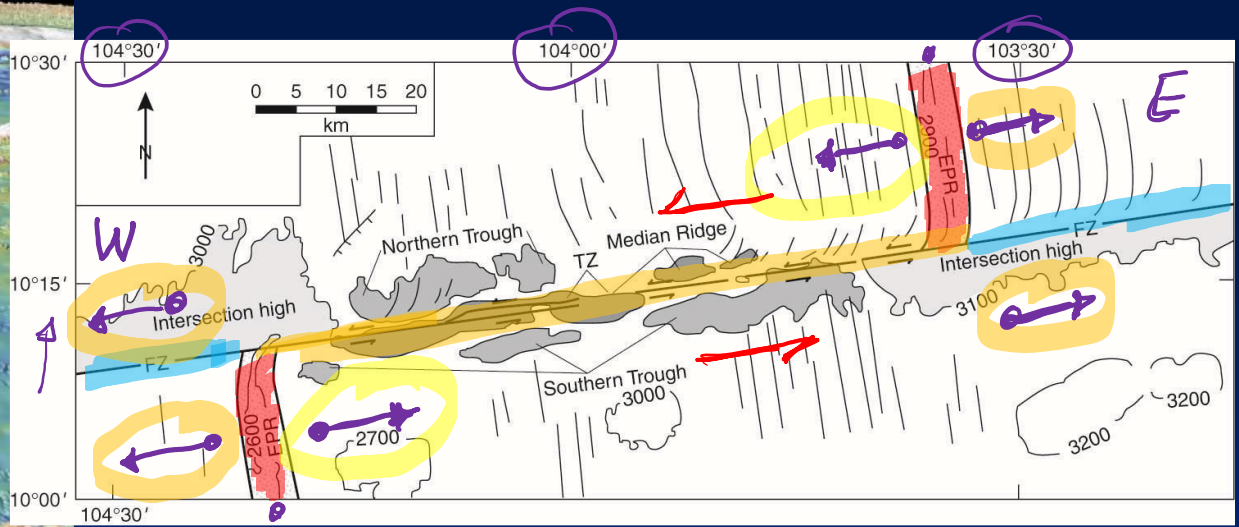 104°30′ 104°00′ 103°30′
10°30′
0 5 10 15 20
km
N
E
2900
EPR
W
3000
Northern Trough
Median Ridge
TZ
FZ
Intersection high
10°15′
3100
Intersection high
FZ
Southern Trough
3000
3200
2600
EPR
2700
3200
10°00′
104°30′